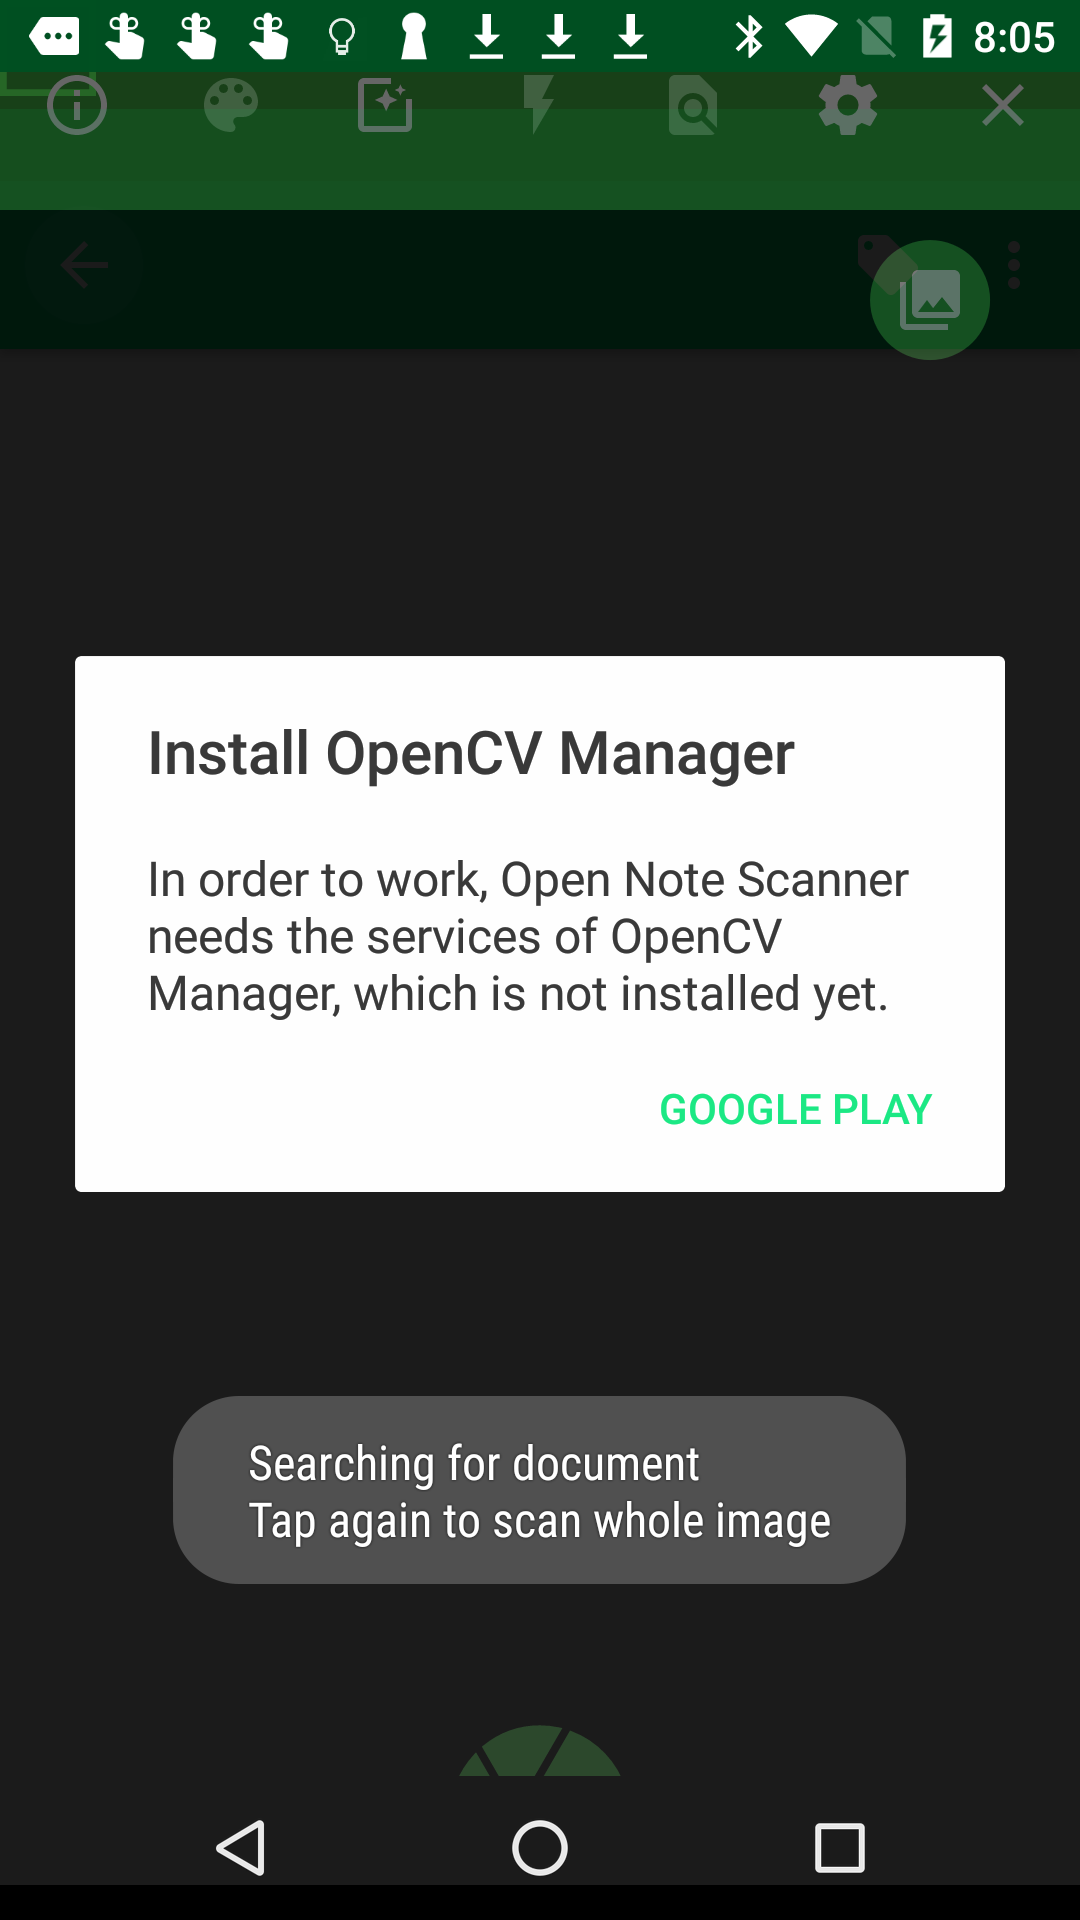 8:05
Install OpenCV Manager
In order to work, Open Note Scanner
needs the services of OpenCV
Manager, which is not installed yet.
GOOGLE PLAY
Searching for document
Tap again to scan whole image